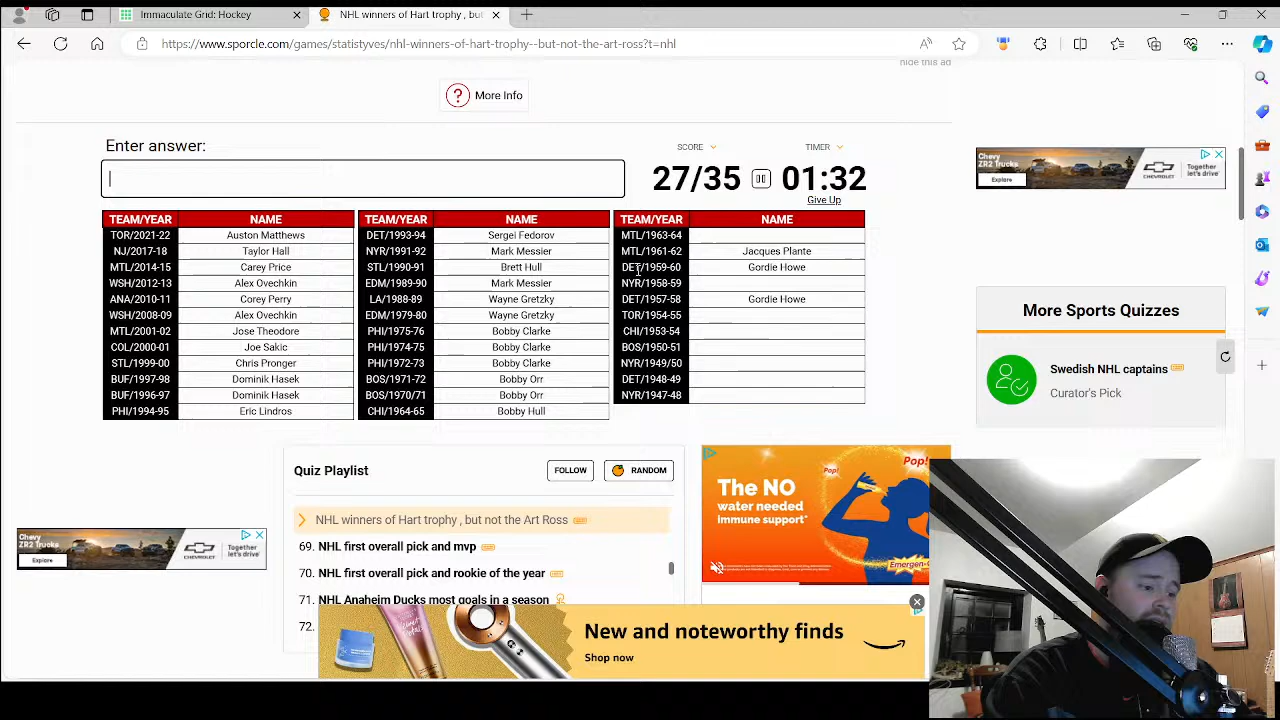 Immaculate Grid: Hockey
NHL winners of Hart trophy , but
https://www.sporcle.com/games/statistyves/nhl-winners-of-hart-trophy--but-not-the-art-ross?t=nhl
hide this ad
? More Info
Enter answer:
SCORE
TIMER
27/35
01:32
Give Up
TEAM/YEAR NAME TEAM/YEAR NAME TEAM/YEAR NAME
TOR/2021-22 Auston Matthews DET/1993-94 Sergei Fedorov MTL/1963-64
NJ/2017-18 Taylor Hall NYR/1991-92 Mark Messier MTL/1961-62 Jacques Plante
MTL/2014-15 Carey Price STL/1990-91 Brett Hull DET/1959-60 Gordie Howe
WSH/2012-13 Alex Ovechkin EDM/1989-90 Mark Messier NYR/1958-59
ANA/2010-11 Corey Perry LA/1988-89 Wayne Gretzky DET/1957-58 Gordie Howe
WSH/2008-09 Alex Ovechkin EDM/1979-80 Wayne Gretzky TOR/1954-55
MTL/2001-02 Jose Theodore PHI/1975-76 Bobby Clarke CHI/1953-54
COL/2000-01 Joe Sakic PHI/1974-75 Bobby Clarke BOS/1950-51
STL/1999-00 Chris Pronger PHI/1972-73 Bobby Clarke NYR/1949/50
BUF/1997-98 Dominik Hasek BOS/1971-72 Bobby Orr DET/1948-49
BUF/1996-97 Dominik Hasek BOS/1970/71 Bobby Orr NYR/1947-48
PHI/1994-95 Eric Lindros CHI/1964-65 Bobby Hull
Chevy
ZR2 Trucks
Explore
CHEVROLET
Together
let's drive
More Sports Quizzes
Swedish NHL captains
Curator's Pick
Quiz Playlist
FOLLOW
RANDOM
NHL winners of Hart trophy , but not the Art Ross
69. NHL first overall pick and mvp
70. NHL first overall pick and rookie of the year
71. NHL Anaheim Ducks most goals in a season
72.
Chevy
ZR2 Trucks
Explore
CHEVROLET
Together
let's drive
The NO
water needed
immune support*
Pop!
Pop!
New and noteworthy finds
Shop now